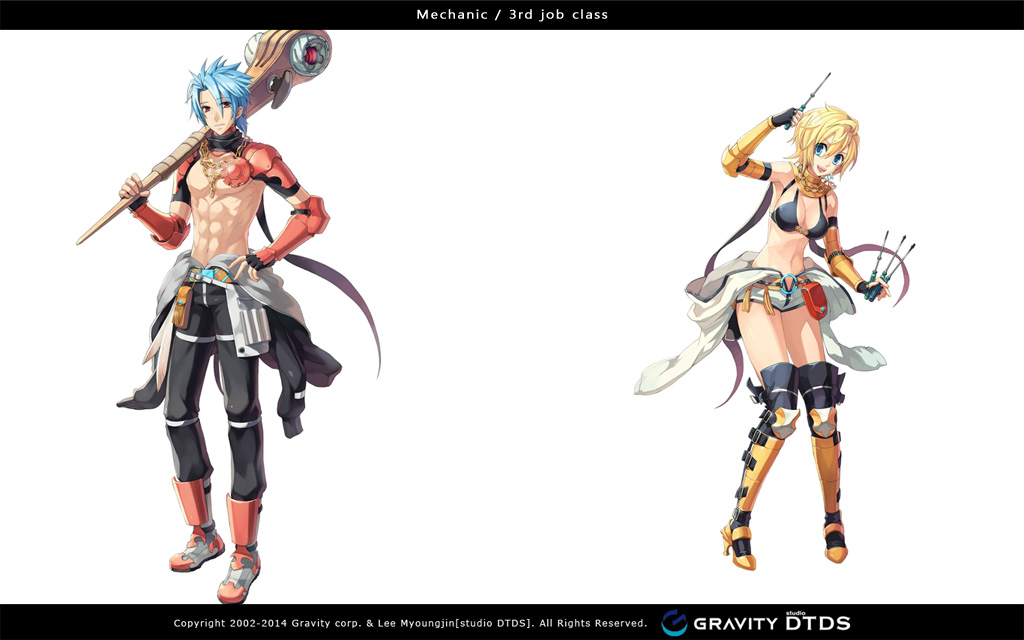 Mechanic / 3rd job class
Copyright 2002-2014 Gravity corp. & Lee Myoungjin[studio DTDS]. All Rights Reserved.
GRAVITY studio DTDS